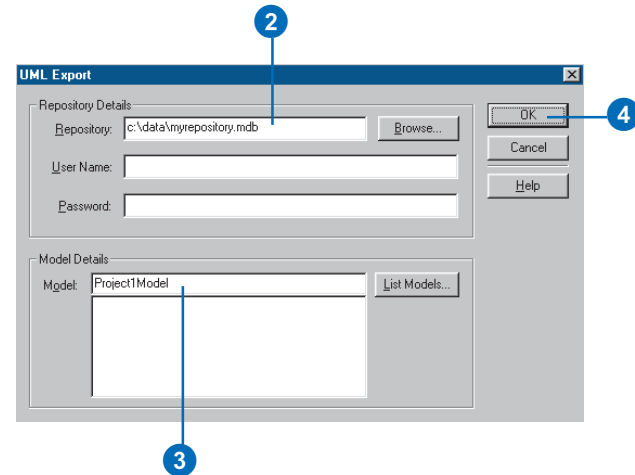 2
UML Export
Repository Details
Repository: c:\data\myrepository.mdb Browse...
OK
4
Cancel
User Name:
Help
Password:
Model Details
Model: Project1Model List Models...
3